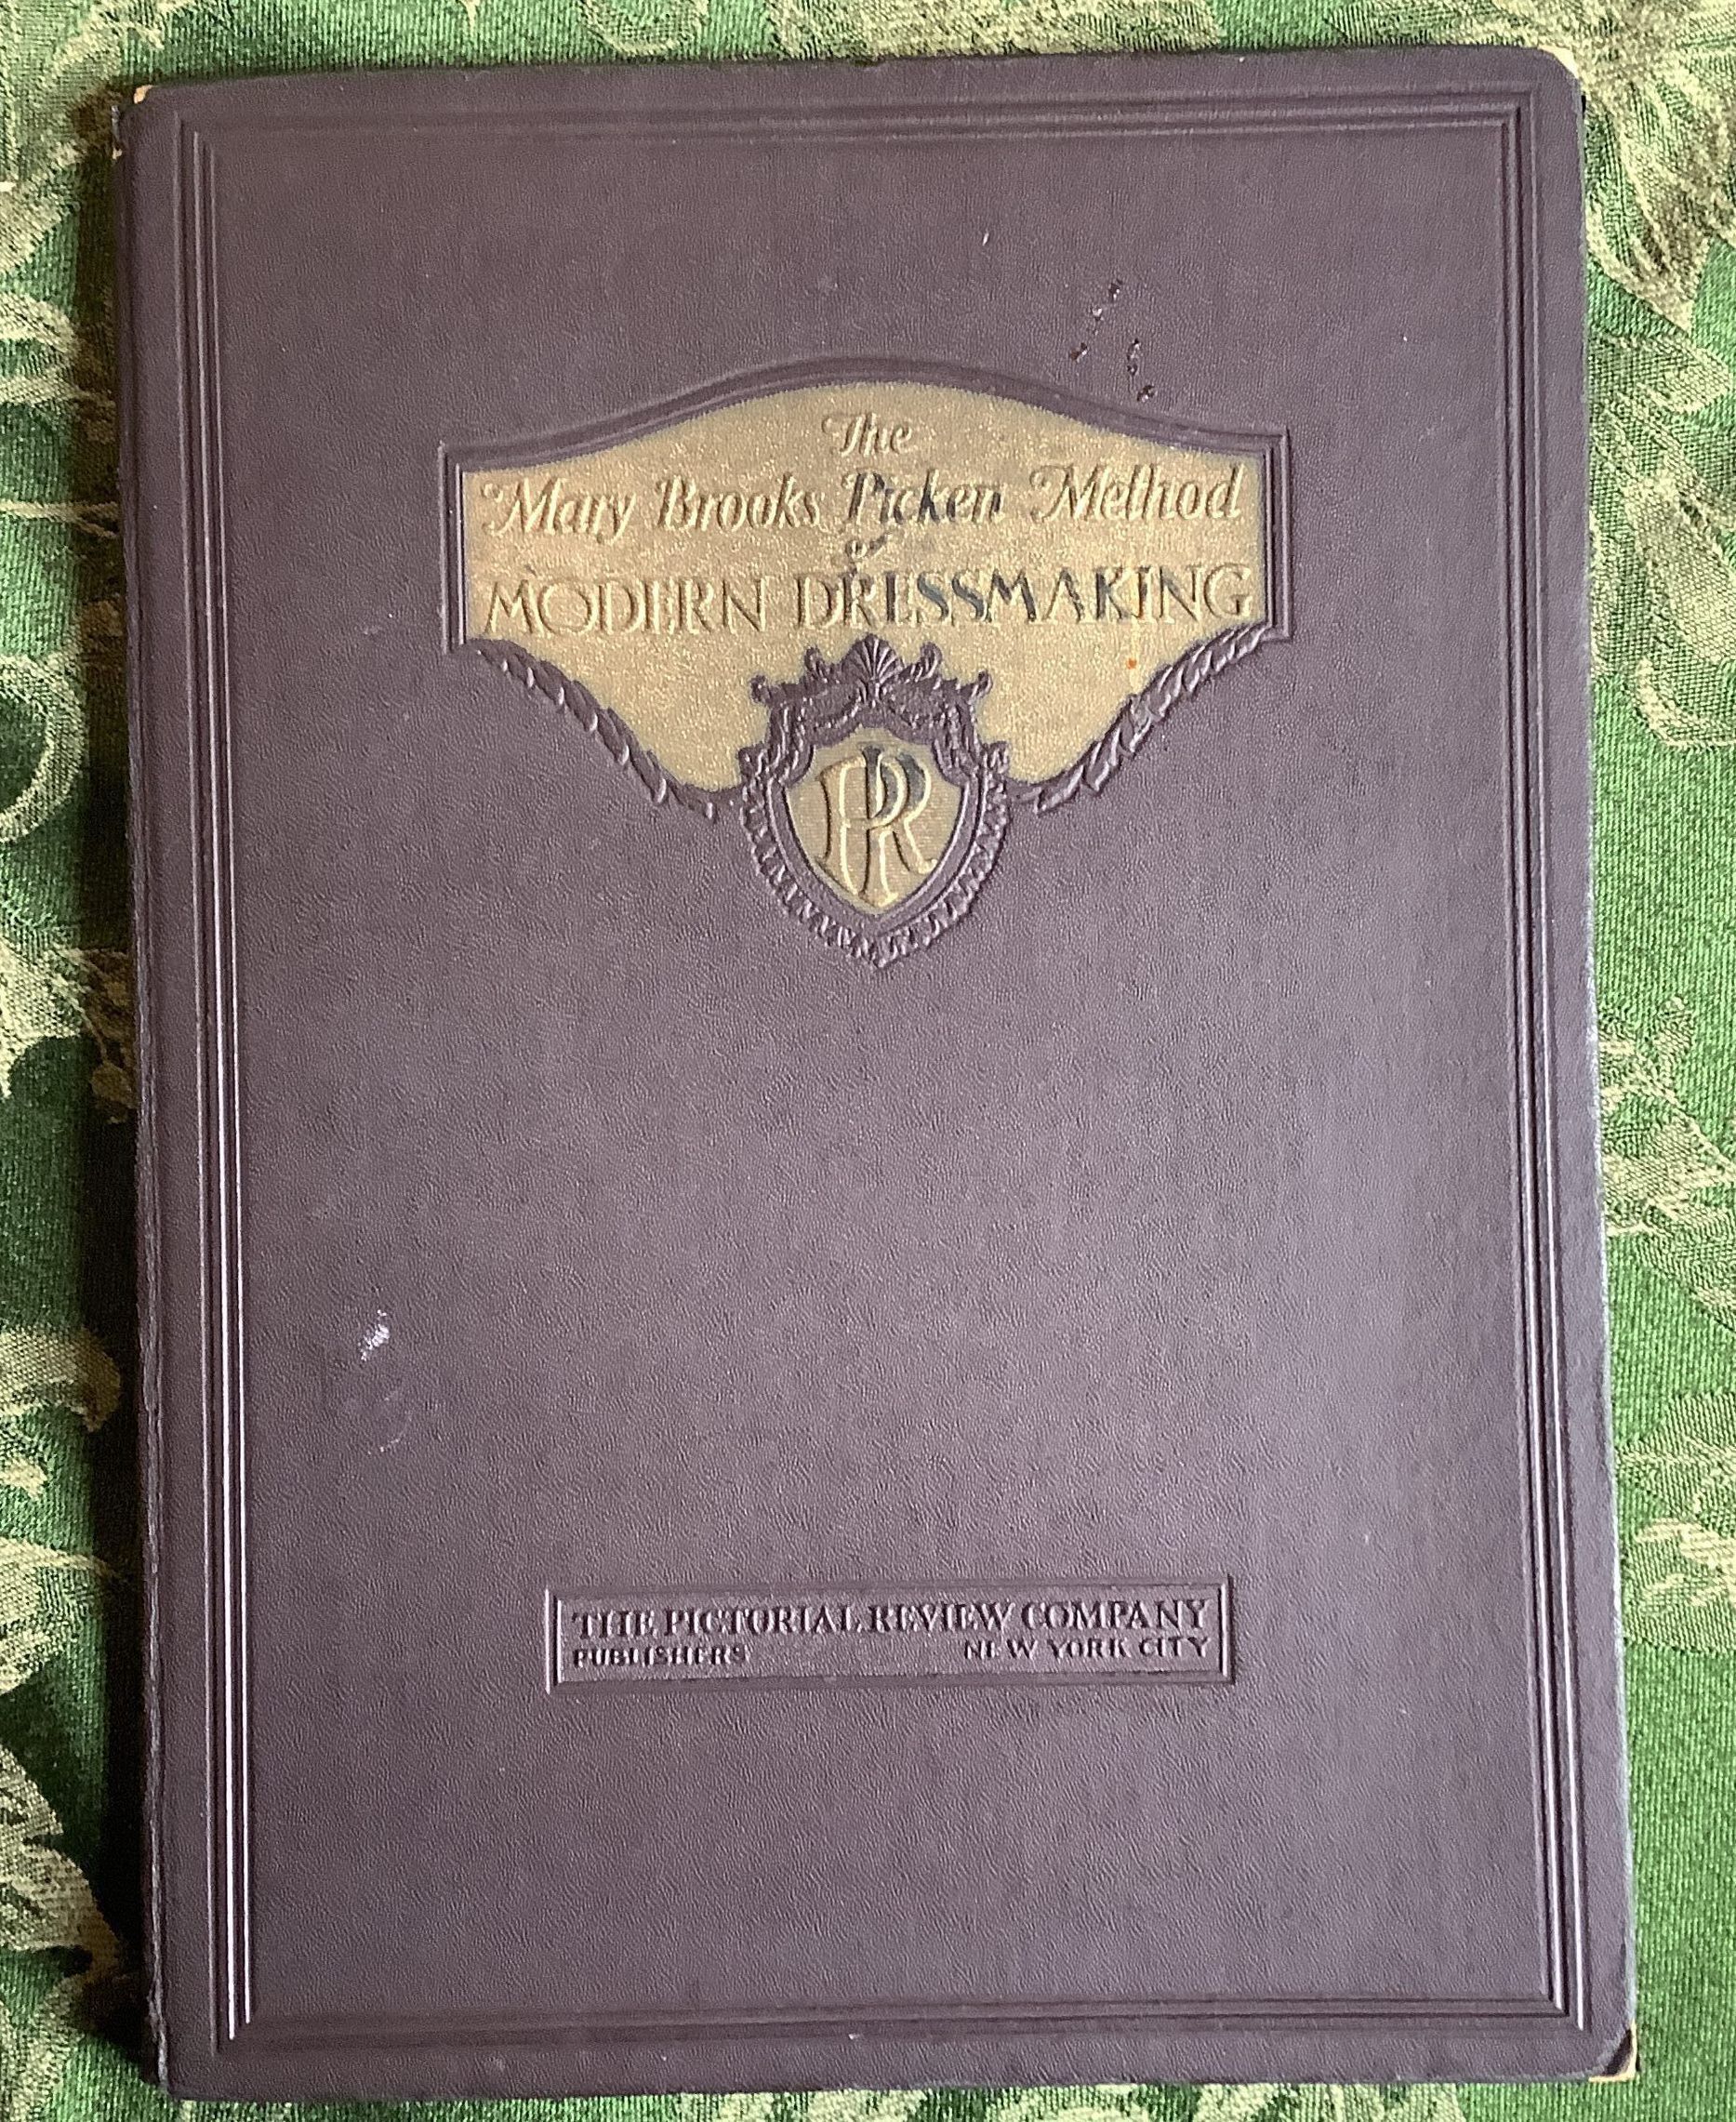 The
Mary Brooks Picken Method
of
MODERN DRESSMAKING
PR
THE PICTORIAL REVIEW COMPANY
PUBLISHERS NEW YORK CITY